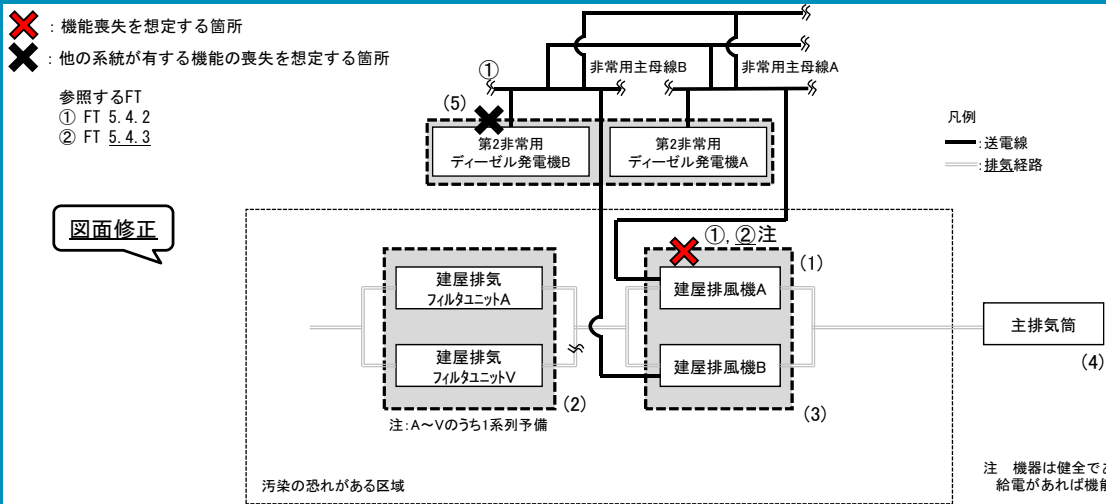 ：機能喪失を想定する箇所
：他の系統が有する機能の喪失を想定する箇所
参照するFT
① FT 5.4.2
② FT 5.4.3
図面修正
①
非常用主母線B
非常用主母線A
(5)
第2非常用
ディーゼル発電機B
第2非常用
ディーゼル発電機A
凡例
：送電線
：排気経路
①, ②注
(1)
建屋排気
フィルタユニットA
建屋排気
フィルタユニットV
(2)
注：A～Vのうち1系列予備
建屋排風機A
建屋排風機B
(3)
主排気筒
(4)
汚染の恐れがある区域
注 機器は健全であ
給電があれば機能